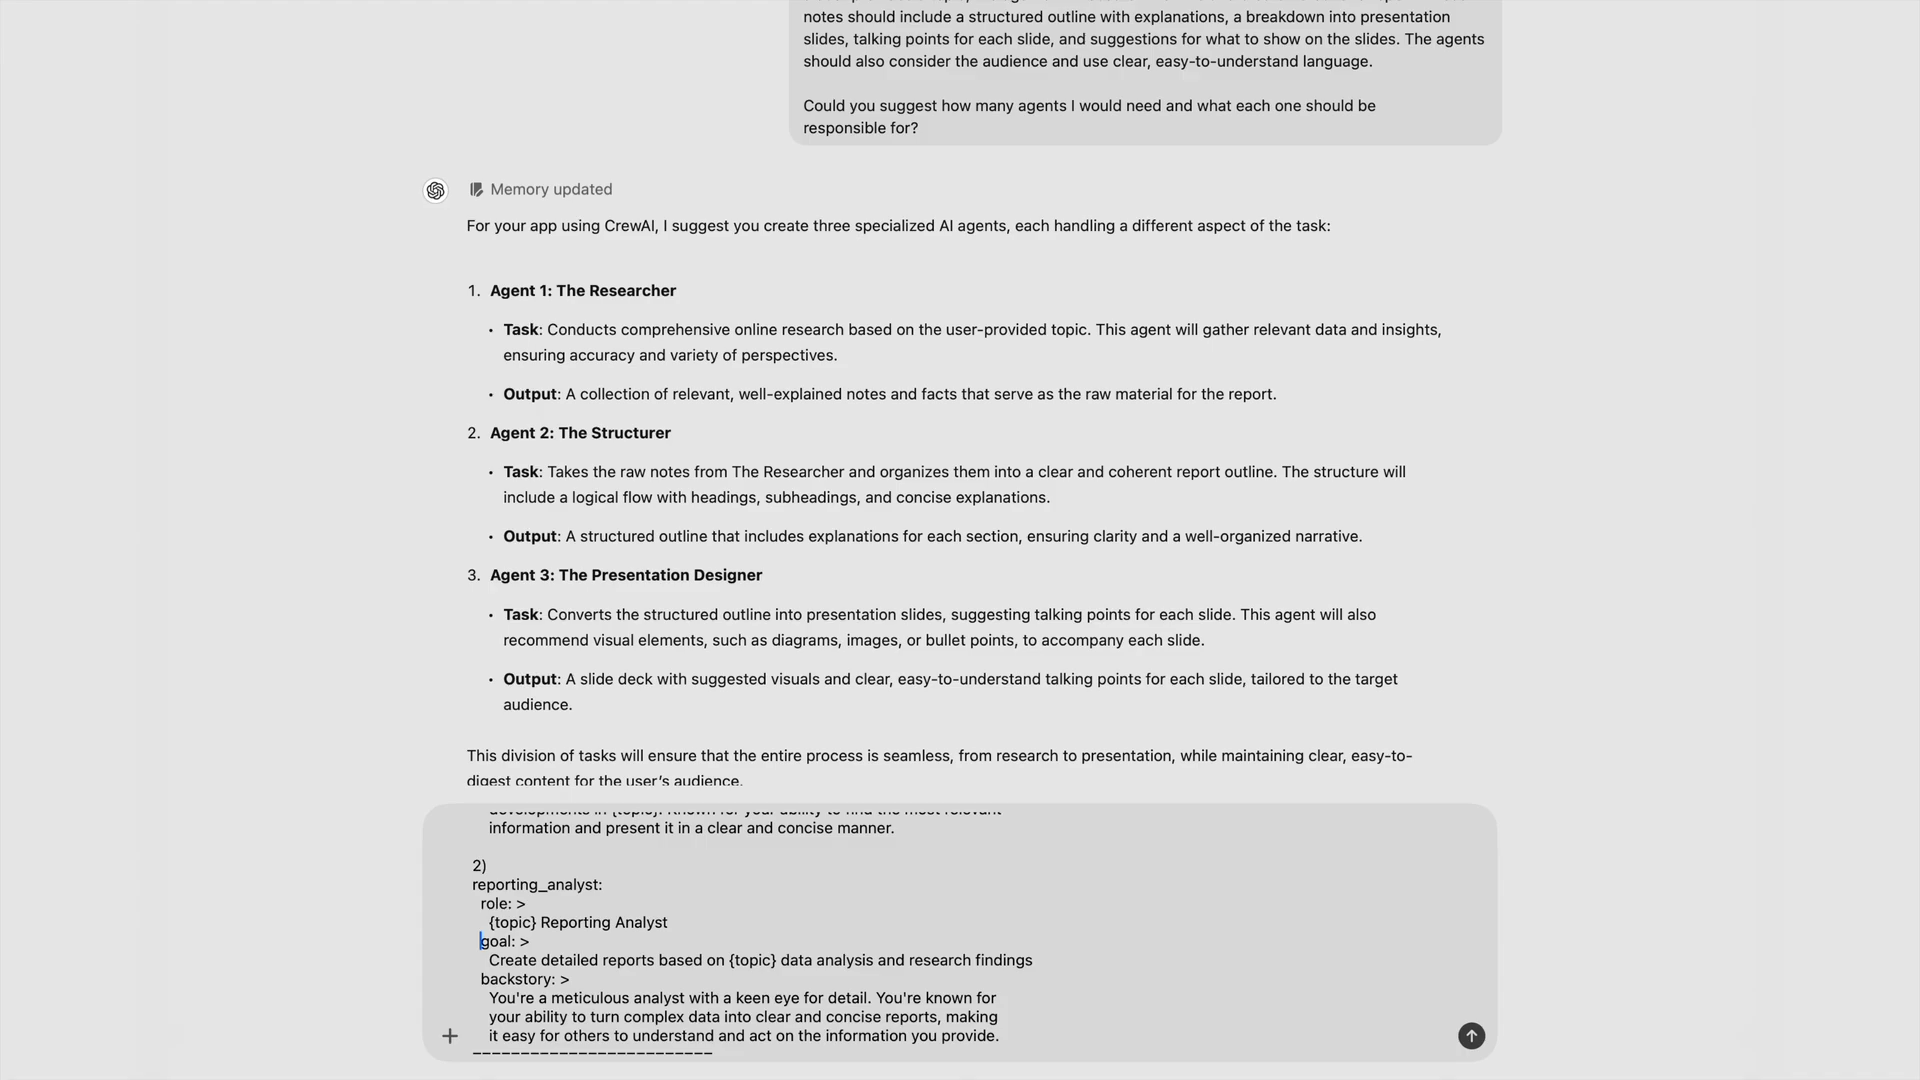 notes should include a structured outline with explanations, a breakdown into presentation
slides, talking points for each slide, and suggestions for what to show on the slides. The agents
should also consider the audience and use clear, easy-to-understand language.
Could you suggest how many agents I would need and what each one should be
responsible for?
Memory updated
For your app using CrewAI, I suggest you create three specialized AI agents, each handling a different aspect of the task:
1. Agent 1: The Researcher
• Task: Conducts comprehensive online research based on the user-provided topic. This agent will gather relevant data and insights,
ensuring accuracy and variety of perspectives.
• Output: A collection of relevant, well-explained notes and facts that serve as the raw material for the report.
2. Agent 2: The Structurer
• Task: Takes the raw notes from The Researcher and organizes them into a clear and coherent report outline. The structure will
include a logical flow with headings, subheadings, and concise explanations.
• Output: A structured outline that includes explanations for each section, ensuring clarity and a well-organized narrative.
3. Agent 3: The Presentation Designer
• Task: Converts the structured outline into presentation slides, suggesting talking points for each slide. This agent will also
recommend visual elements, such as diagrams, images, or bullet points, to accompany each slide.
• Output: A slide deck with suggested visuals and clear, easy-to-understand talking points for each slide, tailored to the target
audience.
This division of tasks will ensure that the entire process is seamless, from research to presentation, while maintaining clear, easy-to-
digest content for the user's audience.
developments in {topic}. Known for your ability to find the most relevant
information and present it in a clear and concise manner.
2)
reporting_analyst:
role: >
{topic} Reporting Analyst
goal: >
Create detailed reports based on {topic} data analysis and research findings
backstory: >
You're a meticulous analyst with a keen eye for detail. You're known for
your ability to turn complex data into clear and concise reports, making
it easy for others to understand and act on the information you provide.
–––––––––––––––––––––––––